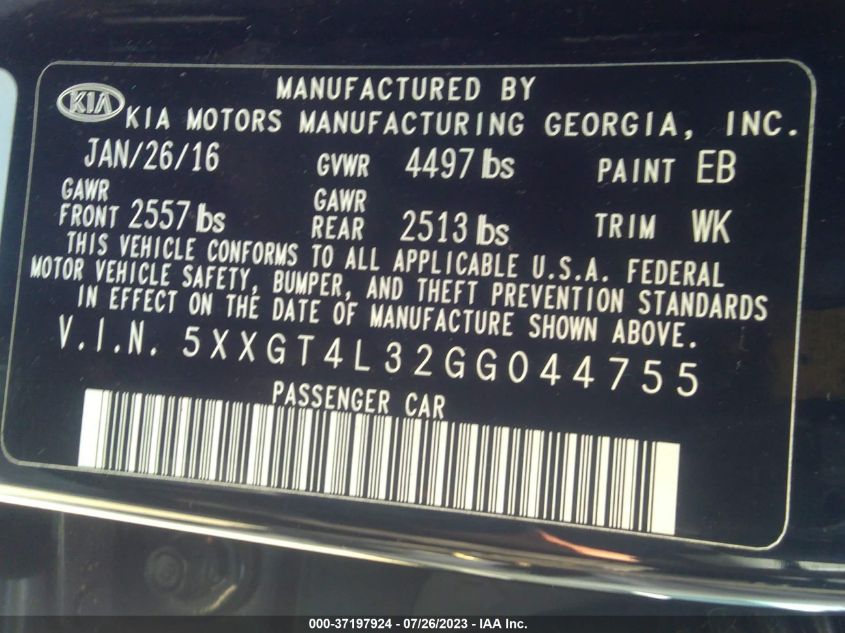 MANUFACTURED BY
KIA KIA MOTORS MANUFACTURING GEORGIA, INC.
JAN/26/16 GVWR 4497 lbs PAINT EB
GAWR FRONT 2557 lbs GAWR REAR 2513 lbs TRIM WK
THIS VEHICLE CONFORMS TO ALL APPLICABLE U.S.A. FEDERAL
MOTOR VEHICLE SAFETY, BUMPER, AND THEFT PREVENTION STANDARDS
IN EFFECT ON THE DATE OF MANUFACTURE SHOWN ABOVE.
V.I.N. 5XXGT4L32GG044755
PASSENGER CAR
000-37197924 - 07/26/2023 - IAA Inc.